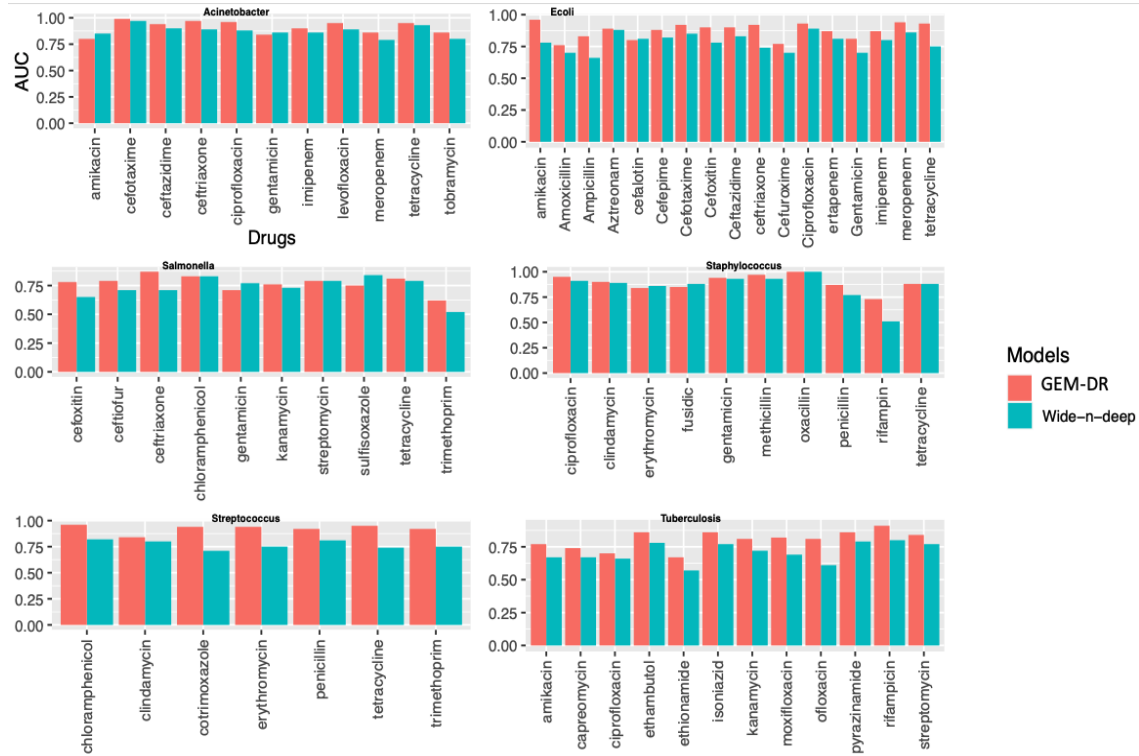 Acinetobacter
AUC
1.00
0.75
0.50
0.25
0.00
amikacin
cefotaxime
ceftazidime
ceftriaxone
ciprofloxacin
gentamicin
imipenem
levofloxacin
meropenem
tetracycline
tobramycin
Drugs
Ecoli
1.00
0.75
0.50
0.25
0.00
amikacin
Amoxicillin
Ampicillin
Aztreonam
cefalotin
Cefepime
Cefotaxime
Cefoxitin
Ceftazidime
ceftriaxone
Cefuroxime
Ciprofloxacin
ertapenem
Gentamicin
imipenem
meropenem
tetracycline
Salmonella
0.75
0.50
0.25
0.00
cefoxitin
ceftiofur
ceftriaxone
chloramphenicol
gentamicin
kanamycin
streptomycin
sulfisoxazole
tetracycline
trimethoprim
Staphylococcus
1.00
0.75
0.50
0.25
0.00
ciprofloxacin
clindamycin
erythromycin
fusidic
gentamicin
methicillin
oxacillin
penicillin
rifampin
tetracycline
Models
GEM-DR
Wide-n-deep
Streptococcus
1.00
0.75
0.50
0.25
0.00
chloramphenicol
clindamycin
cotrimoxazole
erythromycin
penicillin
tetracycline
trimethoprim
Tuberculosis
0.75
0.50
0.25
0.00
amikacin
capreomycin
ciprofloxacin
ethambutol
ethionamide
isoniazid
kanamycin
moxifloxacin
ofloxacin
pyrazinamide
rifampicin
streptomycin